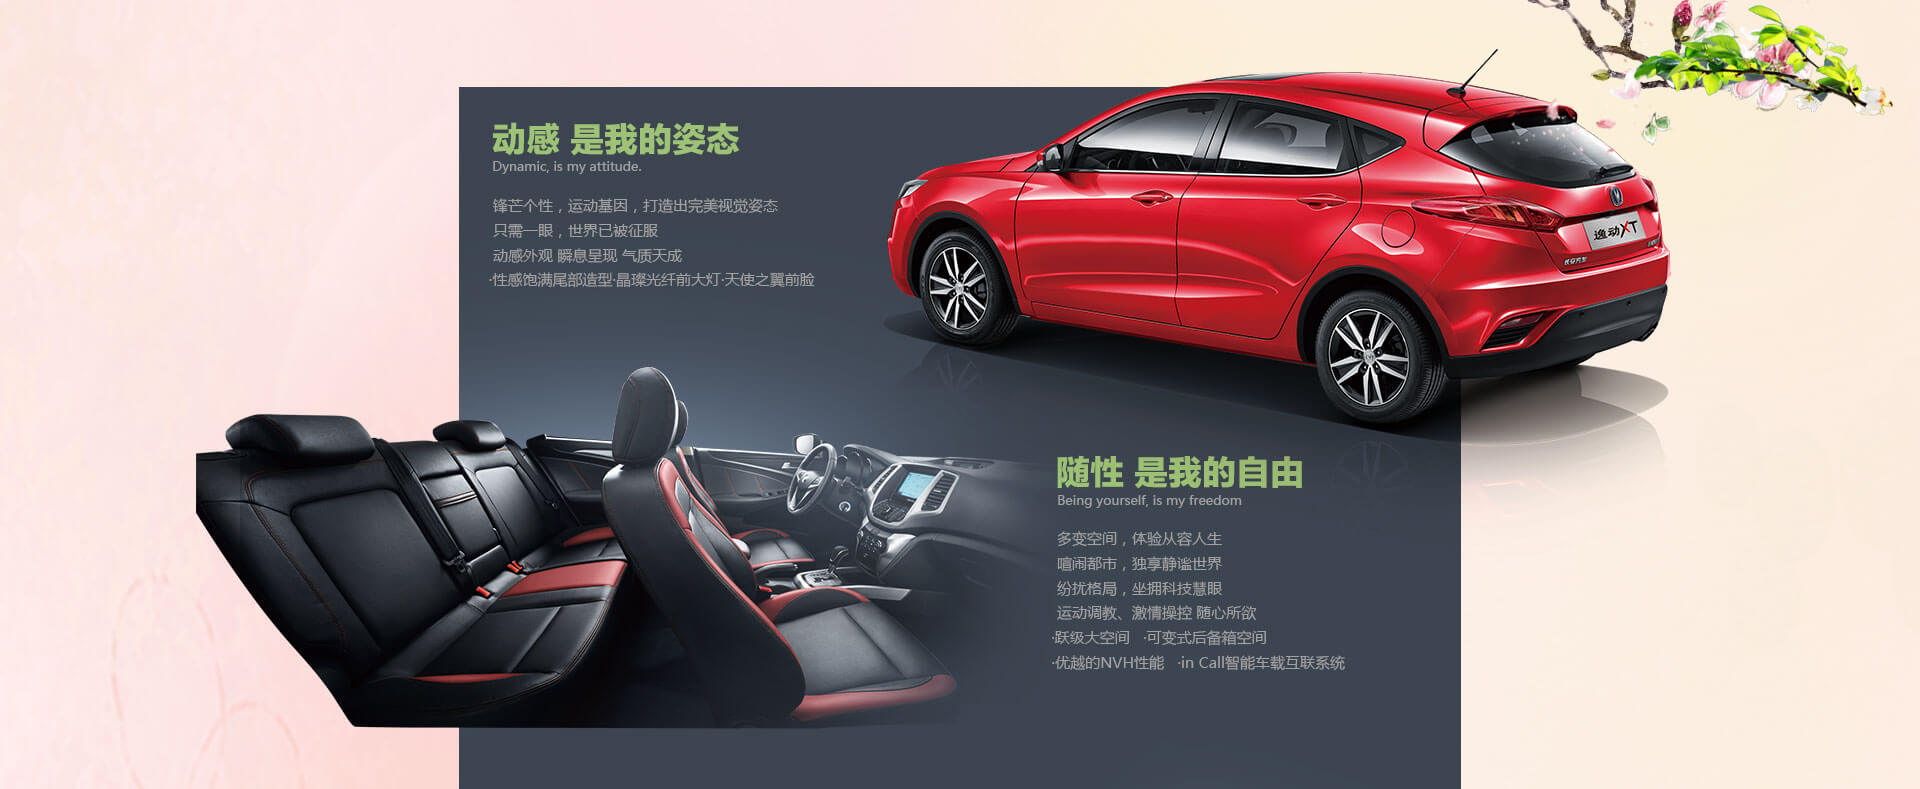 动感 是我的姿态
Dynamic, is my attitude.
锋芒个性，运动基因，打造出完美视觉姿态
只需一眼，世界已被征服
动感外观 瞬息呈现 气质天成
·性感饱满尾部造型·晶璨光纤前大灯·天使之翼前脸
逸动XT
长安汽车
随性 是我的自由
Being yourself, is my freedom
多变空间，体验从容人生
喧闹都市，独享静谧世界
纷扰格局，坐拥科技慧眼
运动调教、激情操控 随心所欲
·跃级大空间 ·可变式后备箱空间
·优越的NVH性能 ·in Call智能车载互联系统